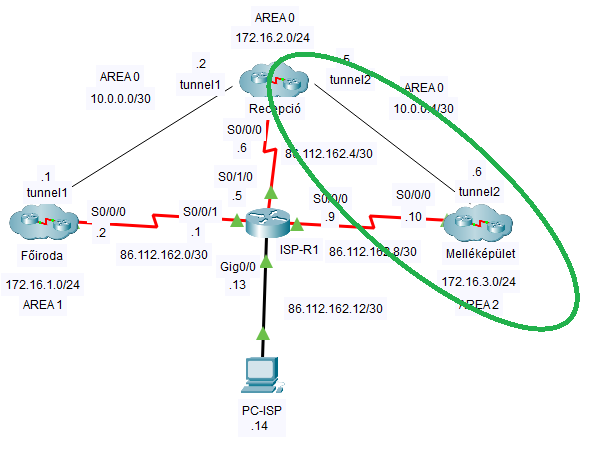 AREA 0
172.16.2.0/24
.2
tunnel1
.5
tunnel2
AREA 0
10.0.0.0/30
AREA 0
10.0.0.4/30
Recepció
S0/0/0
.6
86.112.162.4/30
.1
tunnel1
.6
tunnel2
S0/1/0
.5
S0/0/0
.2
S0/0/1
.1
S0/0/0
.9
S0/0/0
.10
Főiroda
86.112.162.0/30
ISP-R1
86.112.162.8/30
Melléképület
172.16.1.0/24
AREA 1
Gig0/0
.13
172.16.3.0/24
AREA 2
86.112.162.12/30
PC-ISP
.14